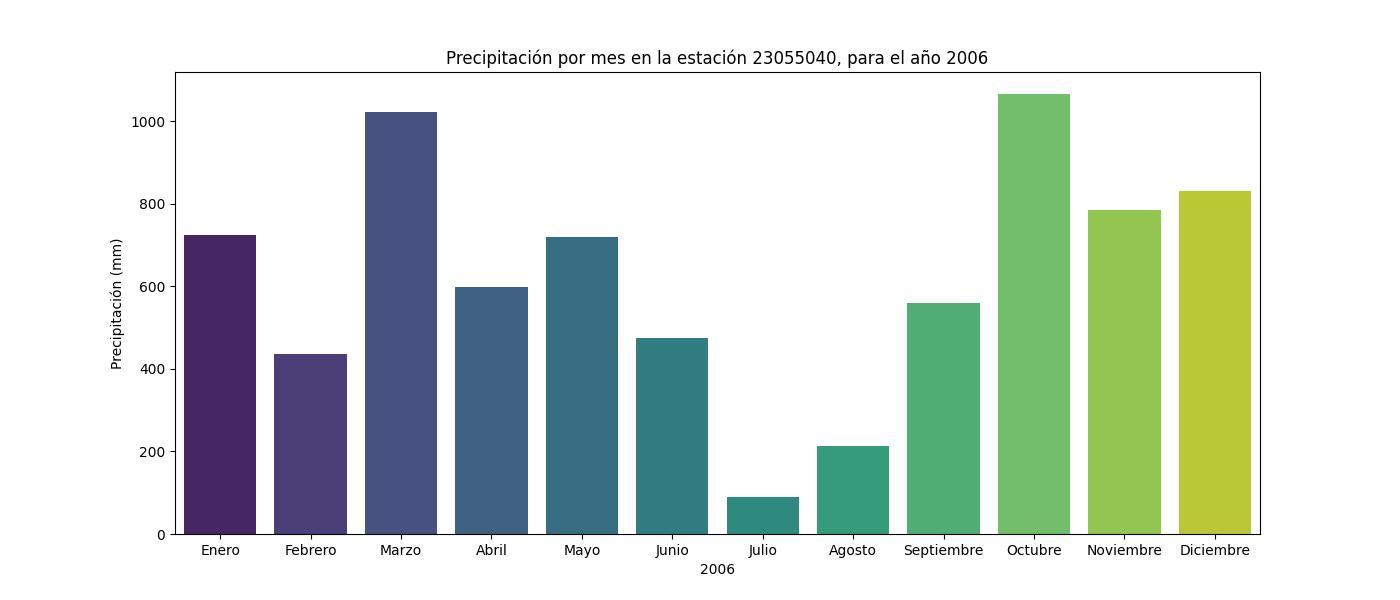 Precipitación por mes en la estación 23055040, para el año 2006
Precipitación (mm)
1000
800
600
400
200
0
Enero Febrero Marzo Abril Mayo Junio Julio Agosto Septiembre Octubre Noviembre Diciembre
2006